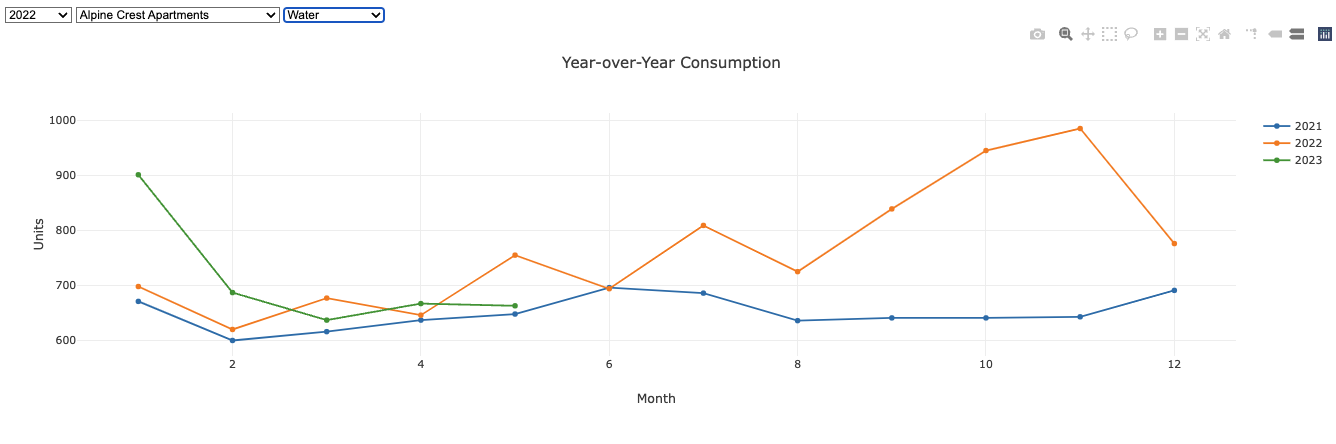 2022 Alpine Crest Apartments Water
Year-over-Year Consumption
1000
900
800
700
600
Units
2 4 6 8 10 12
Month
2021
2022
2023